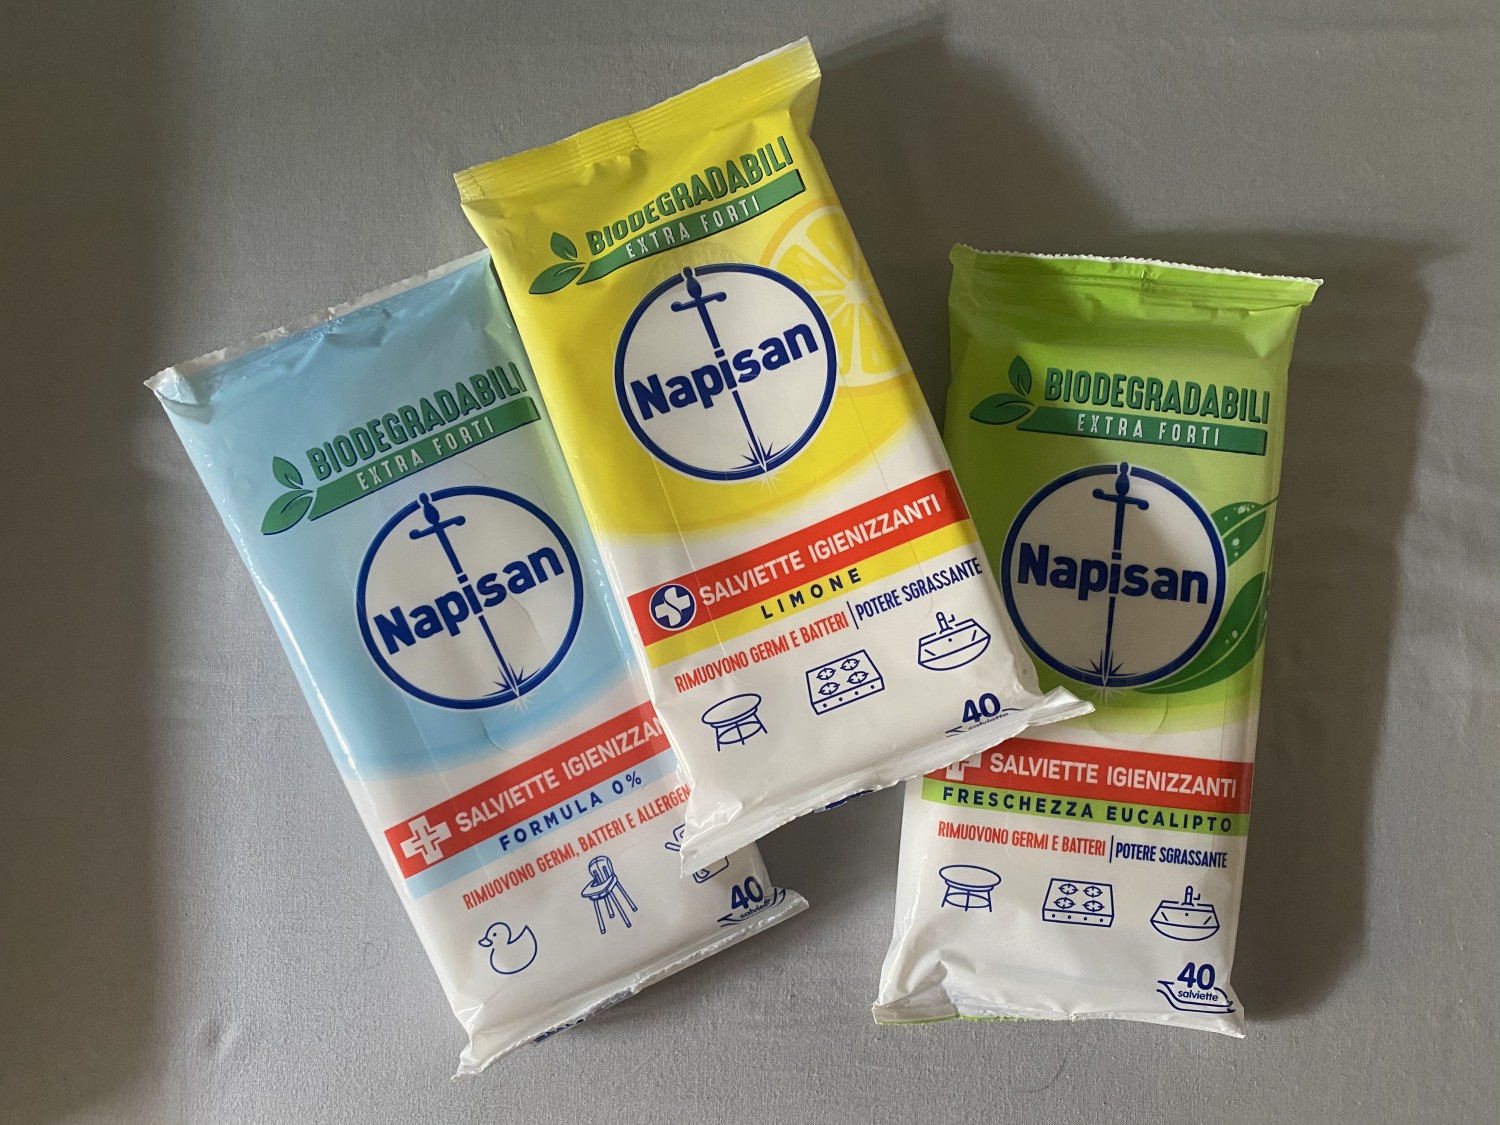 BIODEGRADABILI
EXTRA FORTI
Napisan
SALVIETTE
FORMULA 0%
RIMUOVONO GERMI, BATTERI E
40
salviette
BIODEGRADABILI
EXTRA FORTI
Napisan
SALVIETTE IGIENIZZANTI
LIMONE
RIMUOVONO GERMI E BATTERI POTERE SGRASSANTE
40
salviette
BIODEGRADABILI
EXTRA FORTI
Napisan
SALVIETTE IGIENIZZANTI
FRESCHEZZA EUCALIPTO
RIMUOVONO GERMI E BATTERI POTERE SGRASSANTE
40
salviette